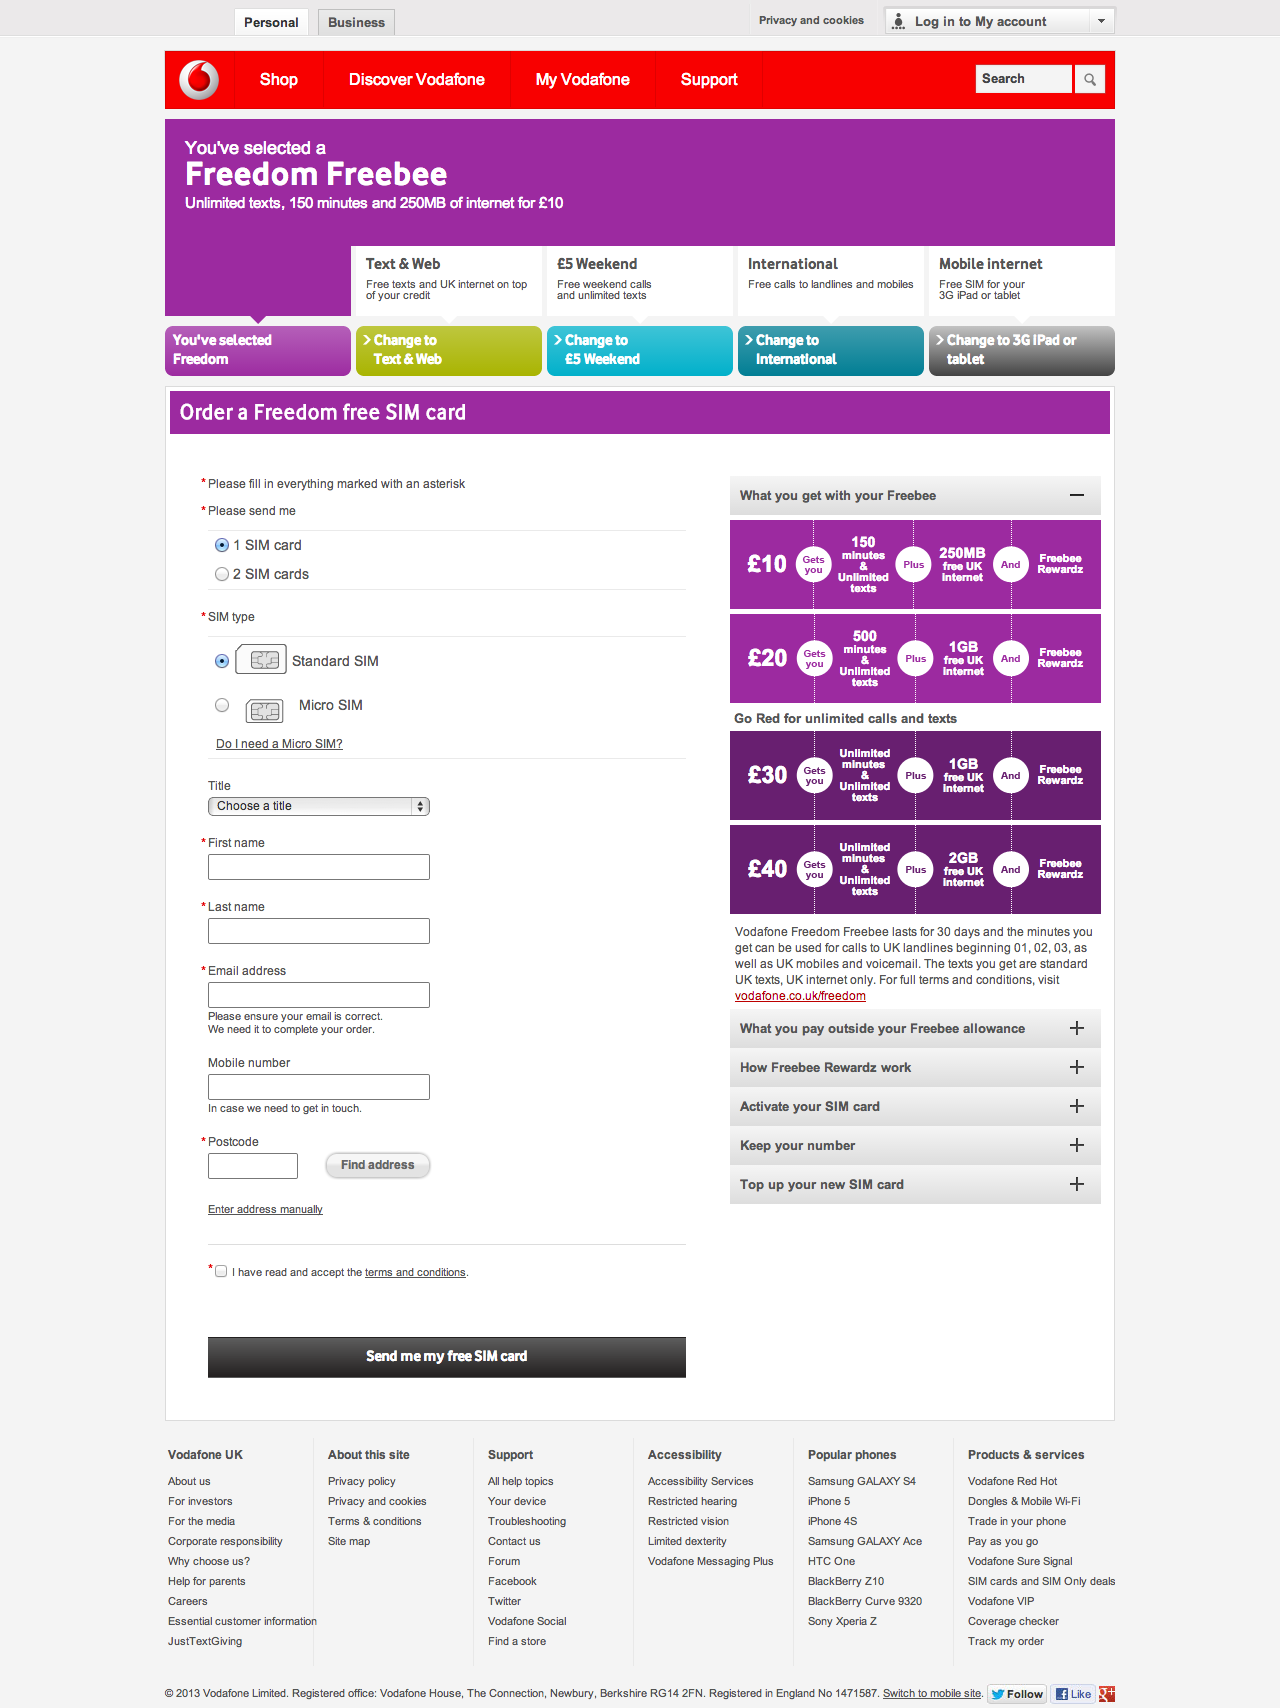 Personal
Business
Privacy and cookies
Log in to My account
Shop
Discover Vodafone
My Vodafone
Support
Search
You've selected a
Freedom Freebee
Unlimited texts, 150 minutes and 250MB of internet for £10
Text & Web
Free texts and UK internet on top
of your credit
£5 Weekend
Free weekend calls
and unlimited texts
International
Free calls to landlines and mobiles
Mobile internet
Free SIM for your
3G iPad or tablet
You've selected
Freedom
Change to
Text & Web
Change to
£5 Weekend
Change to
International
Change to 3G iPad or
tablet
Order a Freedom free SIM card
* Please fill in everything marked with an asterisk
* Please send me
1 SIM card
2 SIM cards
* SIM type
Standard SIM
Micro SIM
Do I need a Micro SIM?
Title
Choose a title
* First name
* Last name
* Email address
Please ensure your email is correct.
We need it to complete your order.
Mobile number
In case we need to get in touch.
* Postcode
Find address
Enter address manually
* I have read and accept the terms and conditions.
Send me my free SIM card
What you get with your Freebee
£10
Gets
you
150
minutes
&
Unlimited
texts
Plus
250MB
free UK
Internet
And
Freebee
Rewardz
£20
Gets
you
500
minutes
&
Unlimited
texts
Plus
1GB
free UK
Internet
And
Freebee
Rewardz
Go Red for unlimited calls and texts
£30
Gets
you
Unlimited
minutes
&
Unlimited
texts
Plus
1GB
free UK
Internet
And
Freebee
Rewardz
£40
Gets
you
Unlimited
minutes
&
Unlimited
texts
Plus
2GB
free UK
Internet
And
Freebee
Rewardz
Vodafone Freedom Freebee lasts for 30 days and the minutes you
get can be used for calls to UK landlines beginning 01, 02, 03, as
well as UK mobiles and voicemail. The texts you get are standard
UK texts, UK internet only. For full terms and conditions, visit
vodafone.co.uk/freedom
What you pay outside your Freebee allowance
How Freebee Rewardz work
Activate your SIM card
Keep your number
Top up your new SIM card
Vodafone UK
About us
For investors
For the media
Corporate responsibility
Why choose us?
Help for parents
Careers
Essential customer information
JustTextGiving
About this site
Privacy policy
Privacy and cookies
Terms & conditions
Site map
Support
All help topics
Your device
Troubleshooting
Contact us
Forum
Facebook
Twitter
Vodafone Social
Find a store
Accessibility
Accessibility Services
Restricted hearing
Restricted vision
Limited dexterity
Vodafone Messaging Plus
Popular phones
Samsung GALAXY S4
iPhone 5
iPhone 4S
Samsung GALAXY Ace
HTC One
BlackBerry Z10
BlackBerry Curve 9320
Sony Xperia Z
Products & services
Vodafone Red Hot
Dongles & Mobile Wi-Fi
Trade in your phone
Pay as you go
Vodafone Sure Signal
SIM cards and SIM Only deals
Vodafone VIP
Coverage checker
Track my order
© 2013 Vodafone Limited. Registered office: Vodafone House, The Connection, Newbury, Berkshire RG14 2FN. Registered in England No 1471587. Switch to mobile site. Follow Like g+